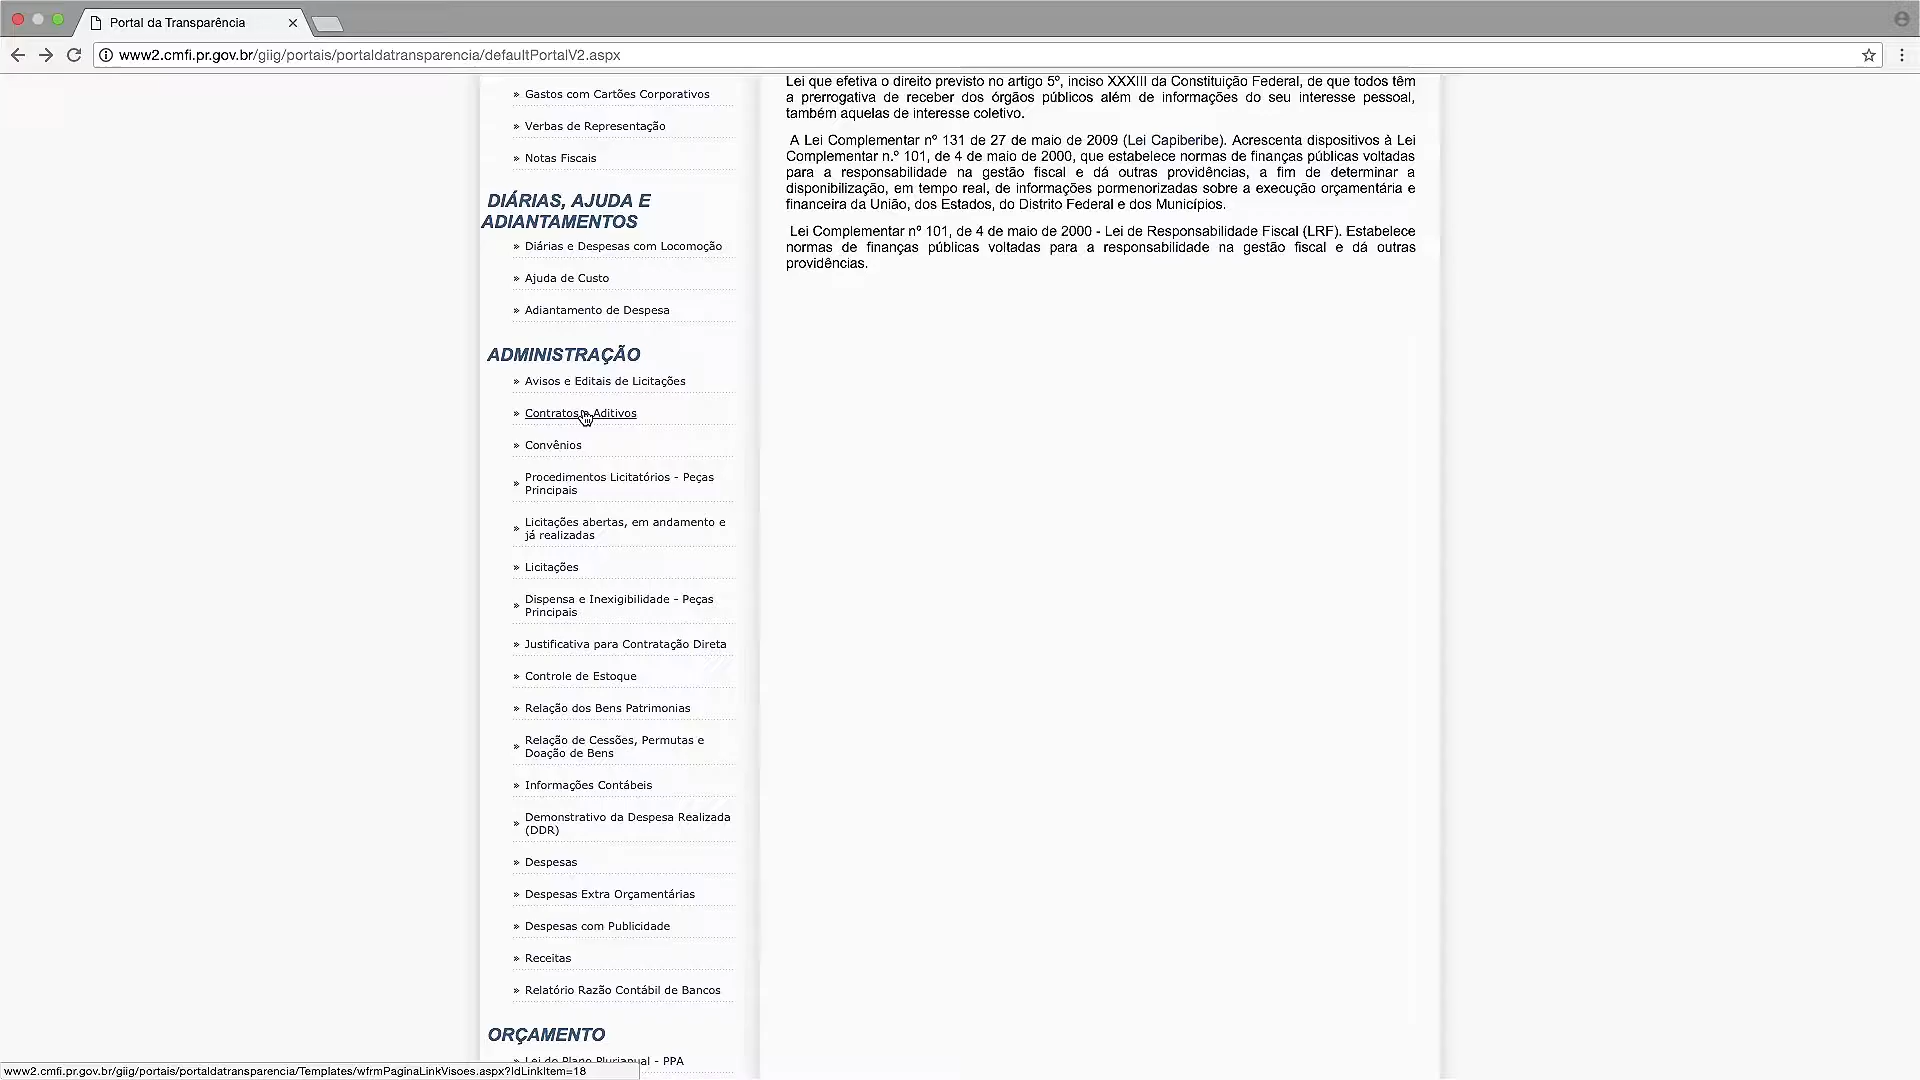 Portal da Transparência
www2.cmfi.pr.gov.br/giig/portais/portaldatransparencia/defaultPortalV2.aspx
» Gastos com Cartões Corporativos
» Verbas de Representação
» Notas Fiscais
DIÁRIAS, AJUDA E
ADIANTAMENTOS
» Diárias e Despesas com Locomoção
» Ajuda de Custo
» Adiantamento de Despesa
ADMINISTRAÇÃO
» Avisos e Editais de Licitações
» Contratos e Aditivos
» Convênios
» Procedimentos Licitatórios - Peças
Principais
» Licitações abertas, em andamento e
já realizadas
» Licitações
» Dispensa e Inexigibilidade - Peças
Principais
» Justificativa para Contratação Direta
» Controle de Estoque
» Relação dos Bens Patrimonias
» Relação de Cessões, Permutas e
Doação de Bens
» Informações Contábeis
» Demonstrativo da Despesa Realizada
(DDR)
» Despesas
» Despesas Extra Orçamentárias
» Despesas com Publicidade
» Receitas
» Relatório Razão Contábil de Bancos
ORÇAMENTO
» Lei do Plano Plurianual - PPA
Lei que efetiva o direito previsto no artigo 5º, inciso XXXIII da Constituição Federal, de que todos têm
a prerrogativa de receber dos órgãos públicos além de informações do seu interesse pessoal,
também aquelas de interesse coletivo.
A Lei Complementar nº 131 de 27 de maio de 2009 (Lei Capiberibe). Acrescenta dispositivos à Lei
Complementar n.º 101, de 4 de maio de 2000, que estabelece normas de finanças públicas voltadas
para a responsabilidade na gestão fiscal e dá outras providências, a fim de determinar a
disponibilização, em tempo real, de informações pormenorizadas sobre a execução orçamentária e
financeira da União, dos Estados, do Distrito Federal e dos Municípios.
Lei Complementar nº 101, de 4 de maio de 2000 - Lei de Responsabilidade Fiscal (LRF). Estabelece
normas de finanças públicas voltadas para a responsabilidade na gestão fiscal e dá outras
providências.
www2.cmfi.pr.gov.br/giig/portais/portaldatransparencia/Templates/wfrmPaginaLinkVisoes.aspx?IdLinkItem=18